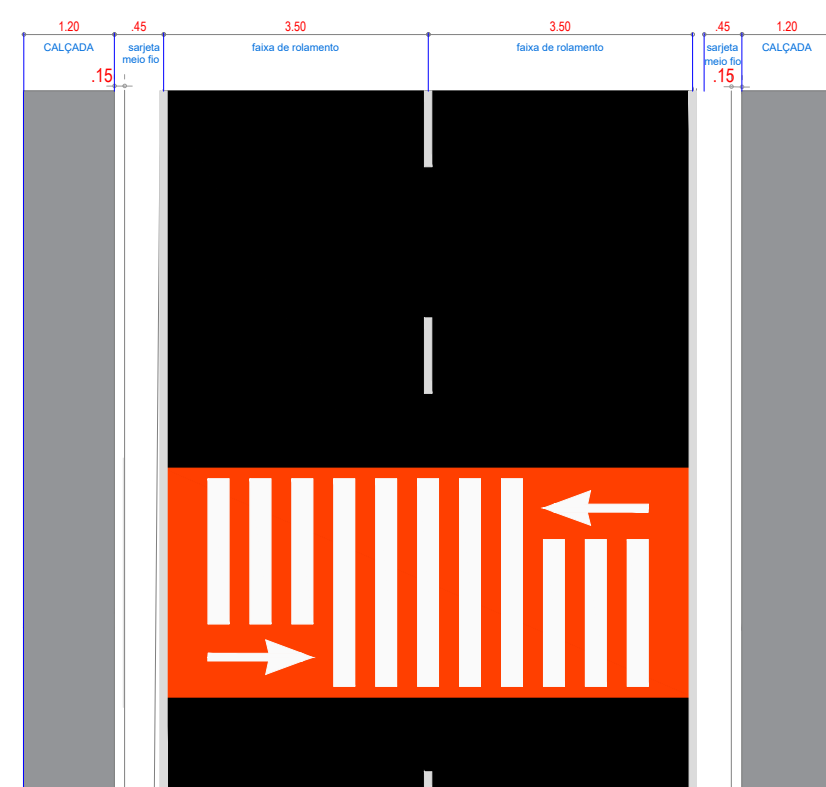 1.20 .45 3.50 3.50 .45 1.20
CALÇADA sarjeta faixa de rolamento faixa de rolamento sarjeta CALÇADA
meio fio meio fio
.15 .15